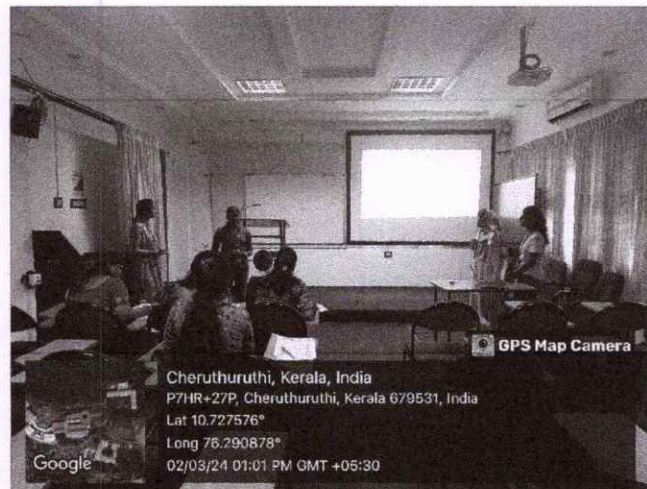 GPS Map Camera
Cheruthuruthi, Kerala, India
P7HR+27P, Cheruthuruthi, Kerala 679531, India
Lat 10.727576°
Long 76.290878°
02/03/24 01:01 PM GMT +05:30
Google